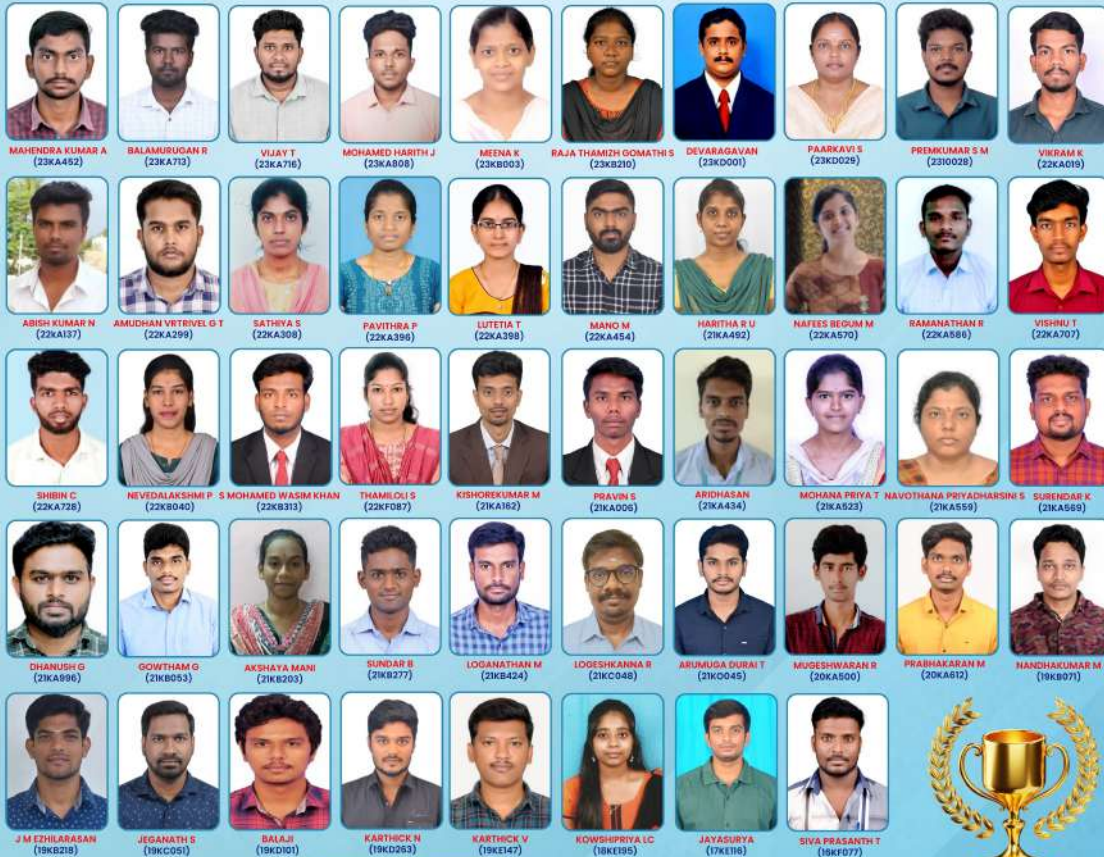 MAHENDRA KUMAR A
(23KA452)
BALAMURUGAN R
(23KA713)
VIJAY T
(23KA716)
MOHAMED HARITH J
(23KA808)
MEENA K
(23KB003)
RAJA THAMIZH GOMATHI S
(23KB210)
DEVARAGAVAN
(23KD001)
PAARKAVI S
(23KD029)
PREMKUMAR S M
(2310028)
VIKRAM K
(22KA019)
ABISH KUMAR N
(22kA137)
AMUDHAN VRTRIVEL G T
(22KA299)
SATHIYA S
(22KA308)
PAVITHRA P
(22KA396)
LUTETIA T
(22KA398)
MANO M
(22KA454)
HARITHA R U
(21KA492)
NAFEES BEGUM M
(22KA570)
RAMANATHAN R
(22KA586)
VISHNU T
(22KA707)
SHIBIN C
(22KA728)
NEVEDALAKSHMI P
(22KB040)
S MOHAMED WASIM KHAN
(22KB313)
THAMILOLI S
(22KF087)
KISHOREKUMAR M
(21KA162)
PRAVIN S
(21KA006)
ARIDHASAN
(21KA434)
MOHANA PRIYA T
(21KA523)
NAVOTHANA PRIYADHARSINI S
(21KA559)
SURENDAR K
(21KA569)
DHANUSH G
(21KA996)
GOWTHAM G
(21KB053)
AKSHAYA MANI
(21KB203)
SUNDAR B
(21KB277)
LOGANATHAN M
(21KB424)
LOGESHKANNA R
(21KC048)
ARUMUGA DURAI T
(21KO045)
MUGESHWARAN R
(20KA500)
PRABHAKARAN M
(20KA612)
NANDHAKUMAR M
(19KB071)
J M EZHILARASAN
(19KB218)
JEGANATH S
(19KC051)
BALAJI
(19KD101)
KARTHICK N
(19KD263)
KARTHICK V
(19KE147)
KOWSHIPRIYA LC
(18KE195)
JAYASURYA
(17KE116)
SIVA PRASANTH T
(16KF077)